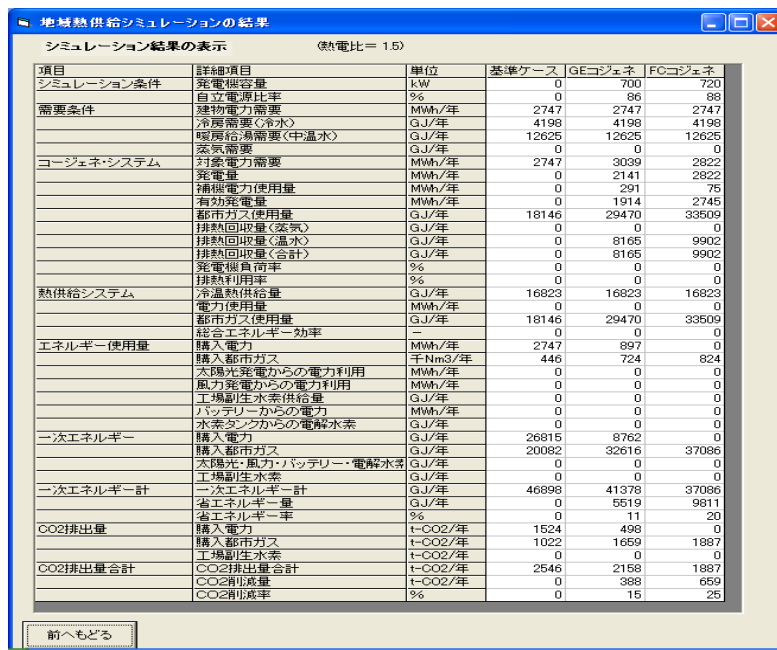 地域熱供給シミュレーションの結果
シミュレーション結果の表示 (熱電比= 1.5)
項目 詳細項目 単位 基準ケース GEコジェネ FCコジェネ
シミュレーション条件 発電機容量 kW 0 700 720
自立電源比率 % 0 86 88
需要条件 建物電力需要 MWh/年 2747 2747 2747
冷房需要(冷水) GJ/年 4198 4198 4198
暖房給湯需要(中温水) GJ/年 12625 12625 12625
蒸気需要 GJ/年 0 0 0
コージェネ・システム 対象電力需要 MWh/年 2747 3039 2822
発電量 MWh/年 0 2141 2822
補機電力使用量 MWh/年 0 291 75
有効発電量 MWh/年 0 1914 2745
都市ガス使用量 GJ/年 18146 29470 33509
排熱回収量(蒸気) GJ/年 0 0 0
排熱回収量(温水) GJ/年 0 8165 9902
排熱回収量(合計) GJ/年 0 8165 9902
発電機負荷率 % 0 0 0
排熱利用率 % 0 0 0
熱供給システム 冷温熱供給量 GJ/年 16823 16823 16823
電力使用量 MWh/年 0 0 0
都市ガス使用量 GJ/年 18146 29470 33509
総合エネルギー効率 － 0 0 0
エネルギー使用量 購入電力 MWh/年 2747 897 0
購入都市ガス 千Nm3/年 446 724 824
太陽光発電からの電力利用 MWh/年 0 0 0
風力発電からの電力利用 MWh/年 0 0 0
工場副生水素供給量 GJ/年 0 0 0
バッテリーからの電力 MWh/年 0 0 0
水素タンクからの電解水素 GJ/年 0 0 0
一次エネルギー 購入電力 GJ/年 26815 8762 0
購入都市ガス GJ/年 20082 32616 37086
太陽光・風力・バッテリー・電解水素 GJ/年 0 0 0
工場副生水素 GJ/年 0 0 0
一次エネルギー計 一次エネルギー計 GJ/年 46898 41378 37086
省エネルギー量 GJ/年 0 5519 9811
省エネルギー率 % 0 11 20
CO2排出量 購入電力 t-CO2/年 1524 498 0
購入都市ガス t-CO2/年 1022 1659 1887
工場副生水素 t-CO2/年 0 0 0
CO2排出量合計 CO2排出量合計 t-CO2/年 2546 2158 1887
CO2削減量 t-CO2/年 0 388 659
CO2削減率 % 0 15 25
前へもどる